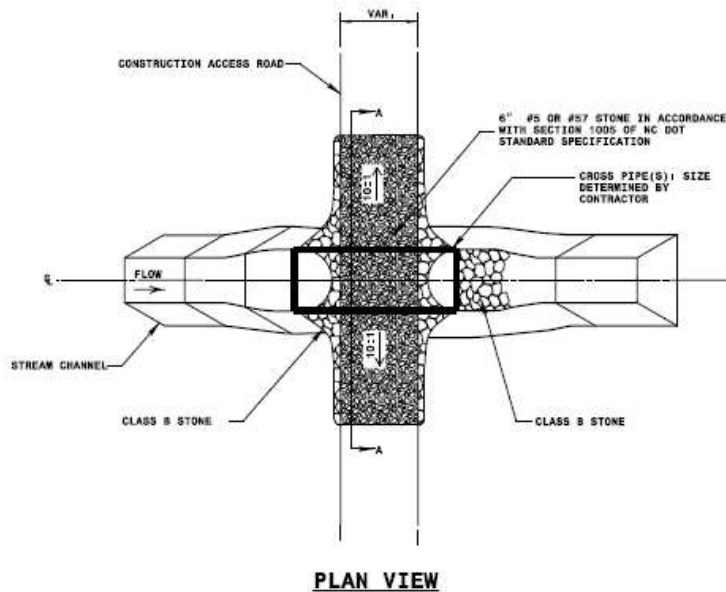 VAR.
CONSTRUCTION ACCESS ROAD
A
6" #5 OR #57 STONE IN ACCORDANCE
WITH SECTION 1005 OF NC DOT
STANDARD SPECIFICATION
10:1
CROSS PIPE(S): SIZE
DETERMINED BY
CONTRACTOR
℄
FLOW
10:1
STREAM CHANNEL
CLASS B STONE
CLASS B STONE
A
PLAN VIEW